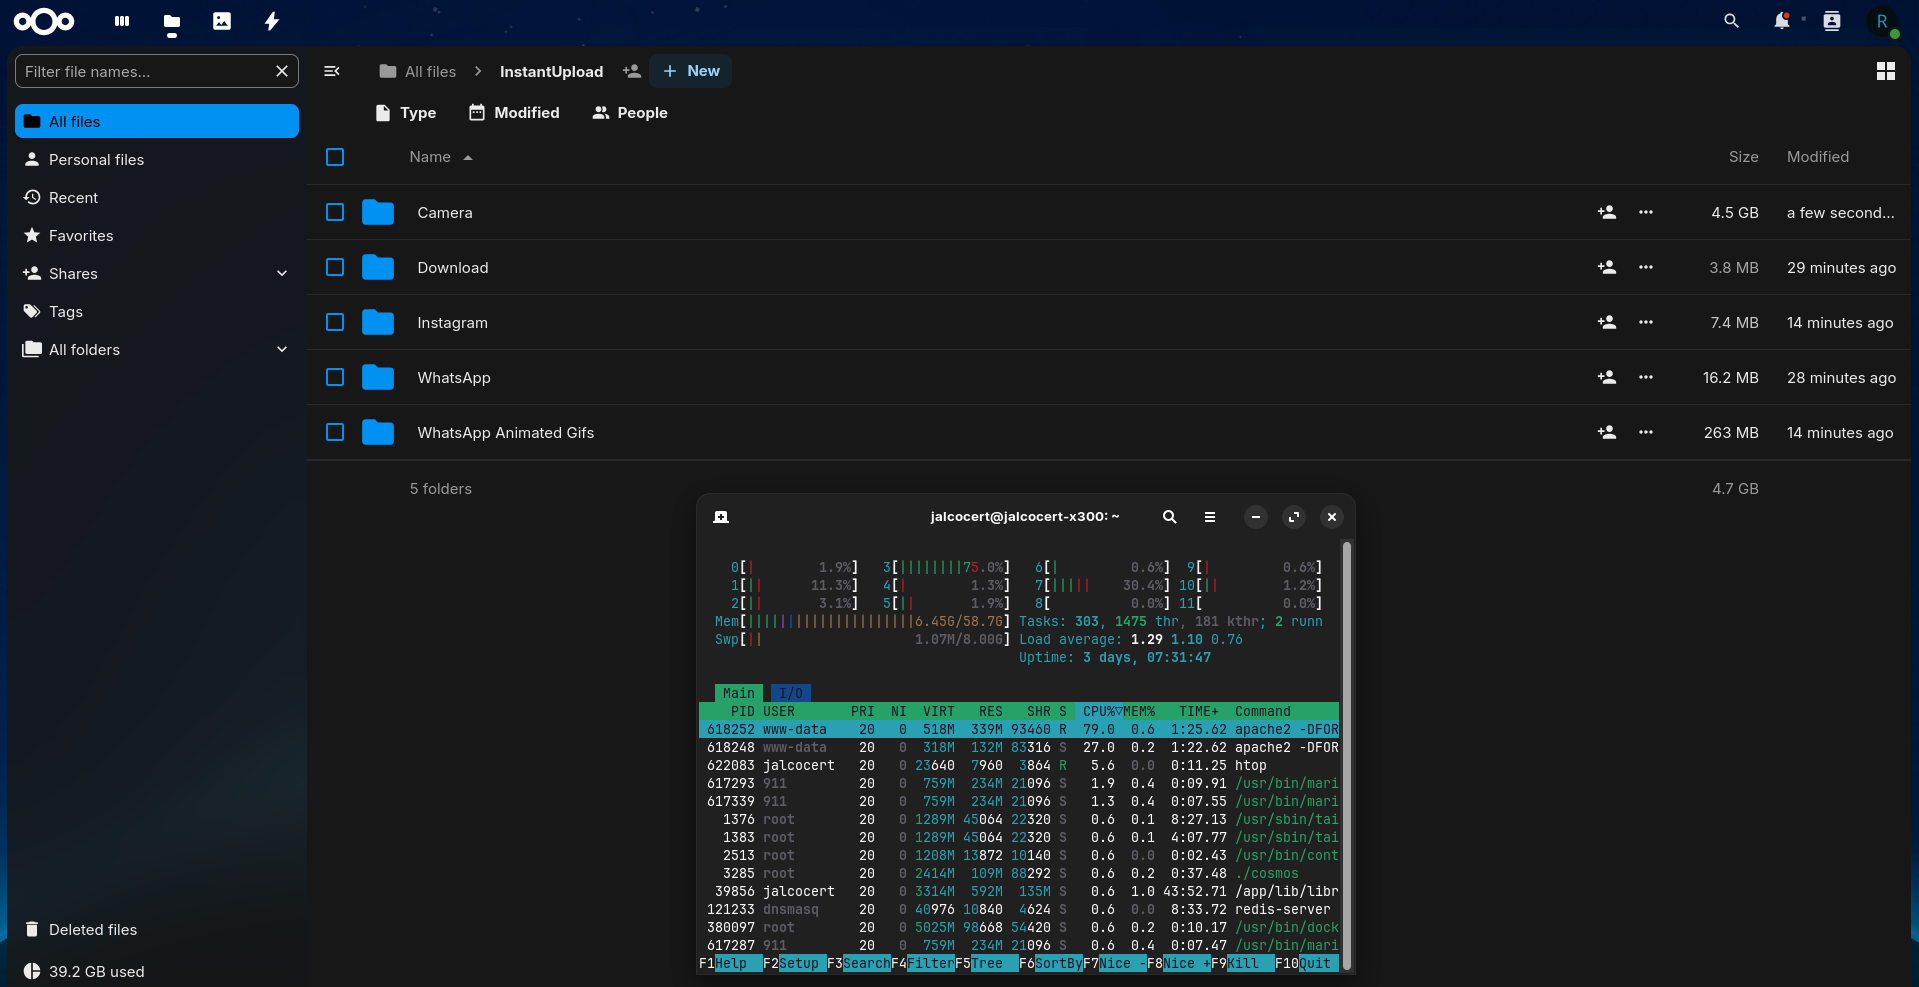 R
Filter file names...
All files
Personal files
Recent
Favorites
Shares
Tags
All folders
Deleted files
39.2 GB used
All files InstantUpload New
Type Modified People
Name Size Modified
Camera 4.5 GB a few second...
Download 3.8 MB 29 minutes ago
Instagram 7.4 MB 14 minutes ago
WhatsApp 16.2 MB 28 minutes ago
WhatsApp Animated Gifs 263 MB 14 minutes ago
5 folders 4.7 GB
jalcocert@jalcocert-x300: ~
0[| 1.9%] 3[||||||||75.0%] 6[| 0.6%] 9[| 0.6%]
1[|| 11.3%] 4[| 1.3%] 7[||||| 30.4%] 10[|| 1.2%]
2[|| 3.1%] 5[|| 1.9%] 8[ 0.0%] 11[ 0.0%]
Mem[|||||||||||||||||||||6.45G/58.7G] Tasks: 303, 1475 thr, 181 kthr; 2 runn
Swp[|| 1.07M/8.00G] Load average: 1.29 1.10 0.76
Uptime: 3 days, 07:31:47
Main I/O
PID USER PRI NI VIRT RES SHR S CPU%▽MEM% TIME+ Command
618252 www-data 20 0 518M 339M 93460 R 79.0 0.6 1:25.62 apache2 -DFOR
618248 www-data 20 0 318M 132M 83316 S 27.0 0.2 1:22.62 apache2 -DFOR
622083 jalcocert 20 0 23640 7960 3864 R 5.6 0.0 0:11.25 htop
617293 911 20 0 759M 234M 21096 S 1.9 0.4 0:09.91 /usr/bin/mari
617339 911 20 0 759M 234M 21096 S 1.3 0.4 0:07.55 /usr/bin/mari
1376 root 20 0 1289M 45064 22320 S 0.6 0.1 8:27.13 /usr/sbin/tai
1383 root 20 0 1289M 45064 22320 S 0.6 0.1 4:07.77 /usr/sbin/tai
2513 root 20 0 1208M 13872 10140 S 0.6 0.0 0:02.43 /usr/bin/cont
3285 root 20 0 2414M 109M 88292 S 0.6 0.2 0:37.48 ./cosmos
39856 jalcocert 20 0 3314M 592M 135M S 0.6 1.0 43:52.71 /app/lib/libr
121233 dnsmasq 20 0 40976 10840 4624 S 0.6 0.0 8:33.72 redis-server
380097 root 20 0 5025M 98668 54420 S 0.6 0.2 0:10.17 /usr/bin/dock
617287 911 20 0 759M 234M 21096 S 0.6 0.4 0:07.47 /usr/bin/mari
F1Help F2Setup F3SearchF4FilterF5Tree F6SortByF7Nice -F8Nice +F9Kill F10Quit